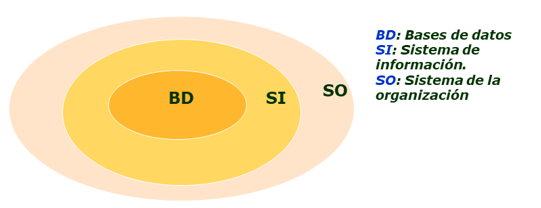 BD
SI
SO
BD: Bases de datos
SI: Sistema de
información.
SO: Sistema de la
organización